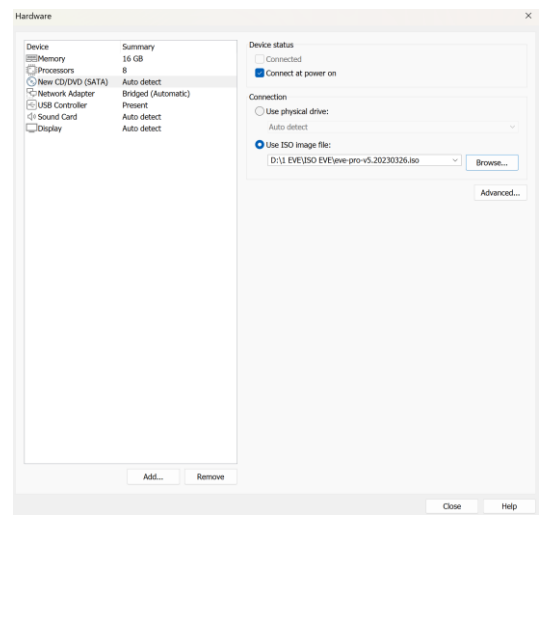 Hardware
Device Summary
Memory 16 GB
Processors 8
New CD/DVD (SATA) Auto detect
Network Adapter Bridged (Automatic)
USB Controller Present
Sound Card Auto detect
Display Auto detect
Add... Remove
Device status
Connected
Connect at power on
Connection
Use physical drive:
Auto detect
Use ISO image file:
D:\1 EVE\ISO EVE\eve-pro-v5.20230326.iso Browse...
Advanced...
Close Help